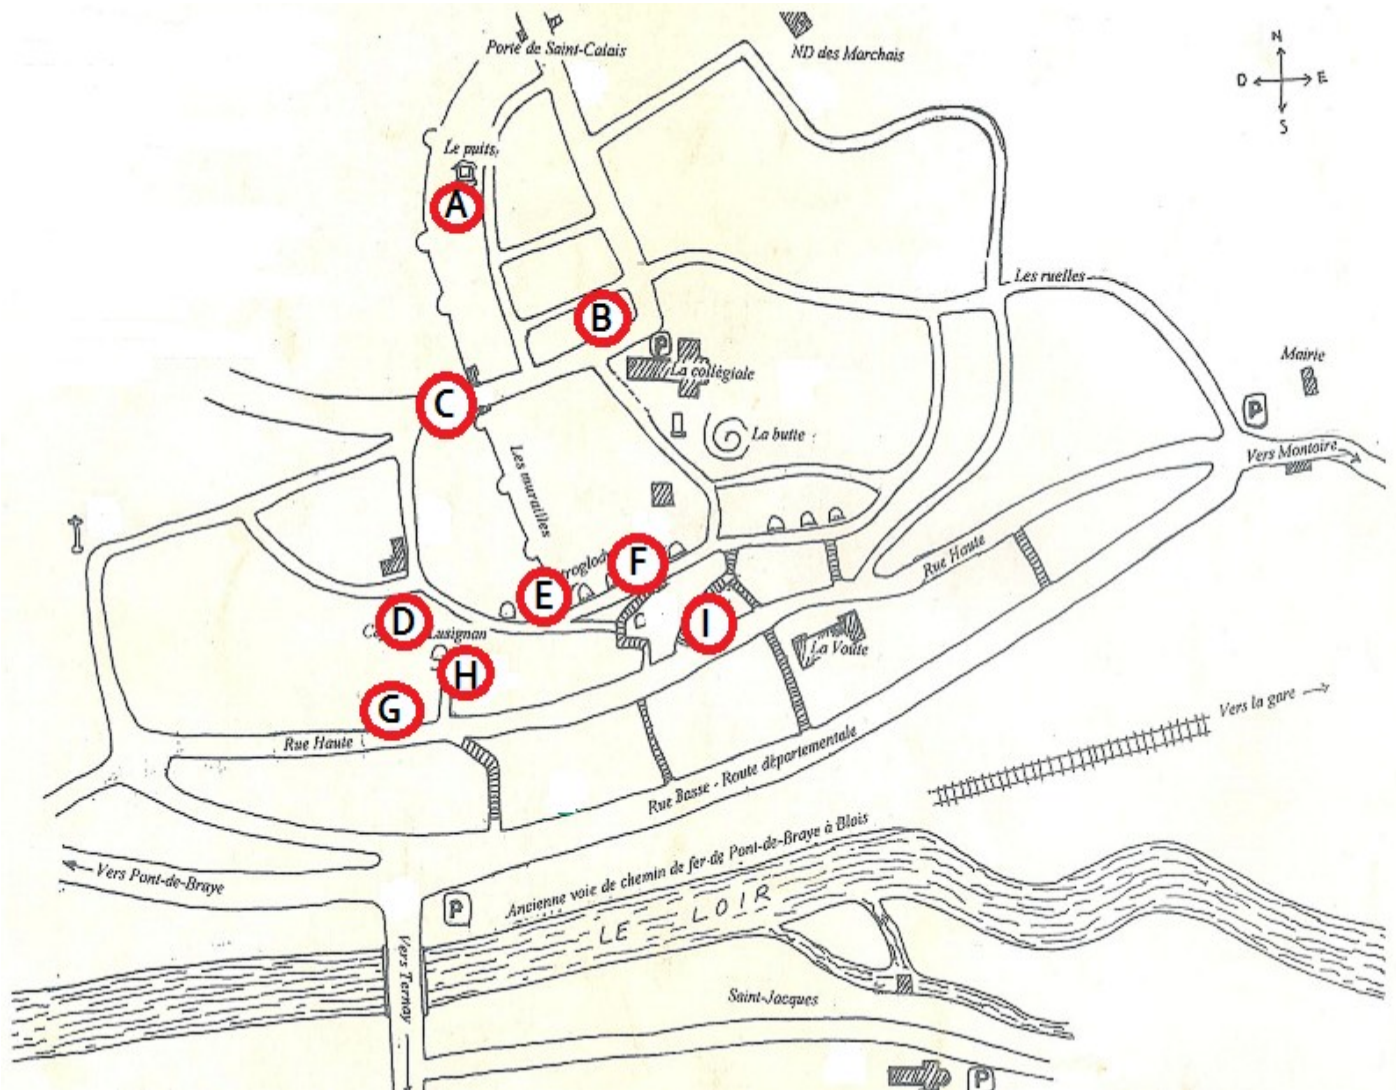 Porte de Saint-Calais
ND des Marchais
N
O E
S
Le puits
A
Les ruelles
B
P
La collégiale
Mairie
C
P
La butte
Vers Montoire
Les murailles
F
Rue Haute
E
D
Lusignan
I
La Voute
H
G
Rue Haute
Vers la gare
Rue Basse - Route départementale
Ancienne voie de chemin de fer de Pont-de-Braye à Blois
Vers Pont-de-Braye
P
LE LOIR
Vers Ternay
Saint-Jacques
P